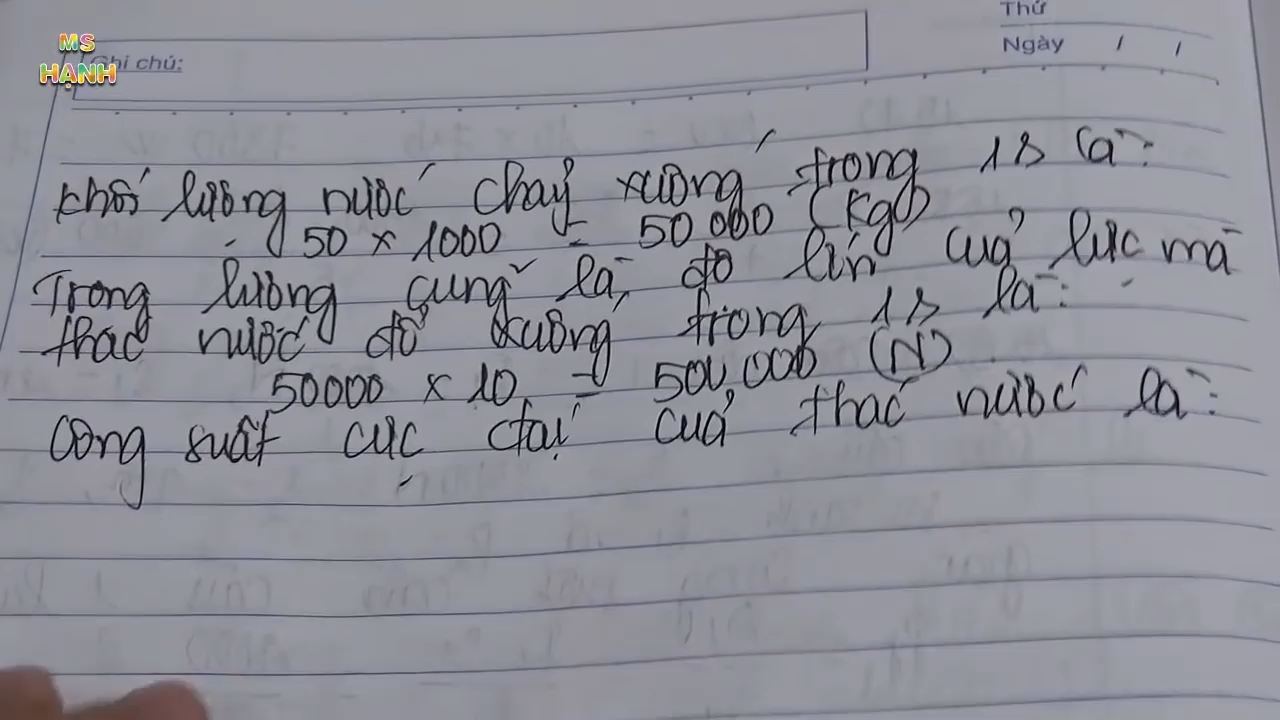 MS
HẠNH
Ghi chú:
Thứ
Ngày / /
Khối lượng nước chảy xuống trong 1s là:
50 x 1000 = 50 000 (kg)
Trọng lượng cũng là độ lớn của lực mà
thác nước đổ xuống trong 1s là:
50000 x 10 = 500,000 (N)
Công suất cực đại của thác nước là: